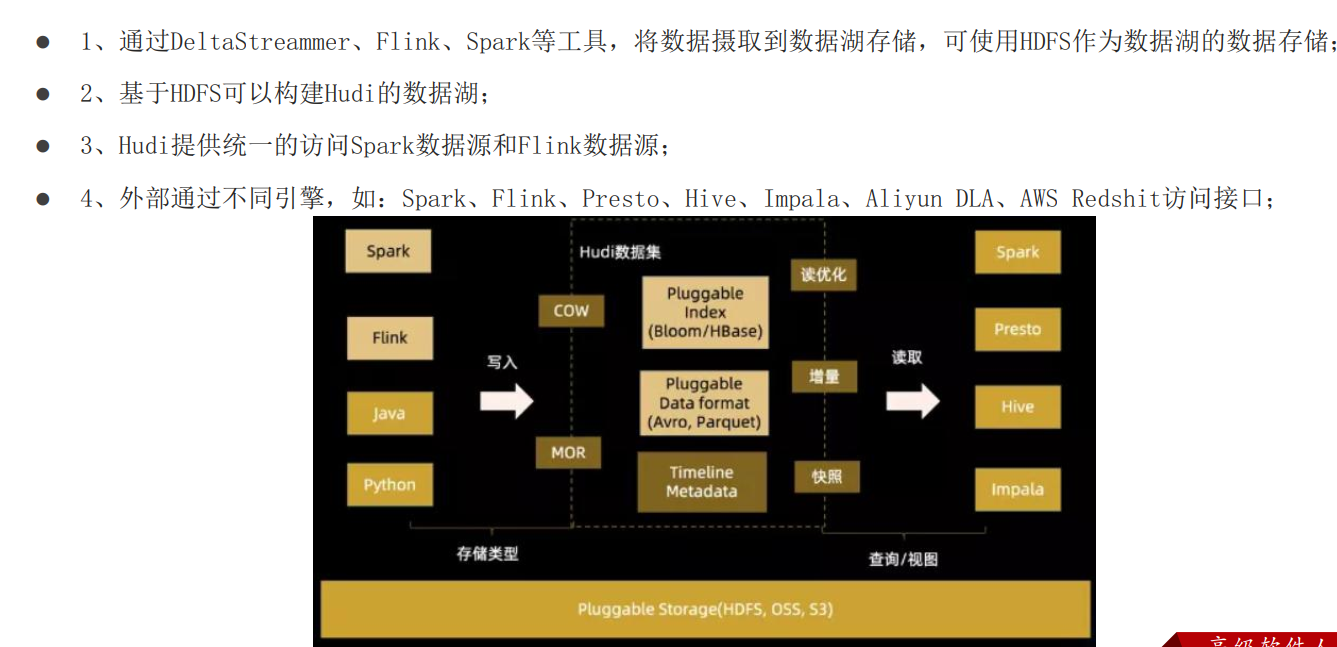 ● 1、通过DeltaStreammer、Flink、Spark等工具，将数据摄取到数据湖存储，可使用HDFS作为数据湖的数据存储；
● 2、基于HDFS可以构建Hudi的数据湖；
● 3、Hudi提供统一的访问Spark数据源和Flink数据源；
● 4、外部通过不同引擎，如：Spark、Flink、Presto、Hive、Impala、Aliyun DLA、AWS Redshit访问接口；
Spark
Flink
Java
Python
写入
存储类型
Hudi数据集
COW
MOR
Pluggable
Index
(Bloom/HBase)
Pluggable
Data format
(Avro, Parquet)
Timeline
Metadata
读优化
增量
快照
读取
查询/视图
Spark
Presto
Hive
Impala
Pluggable Storage(HDFS, OSS, S3)
高级软件人